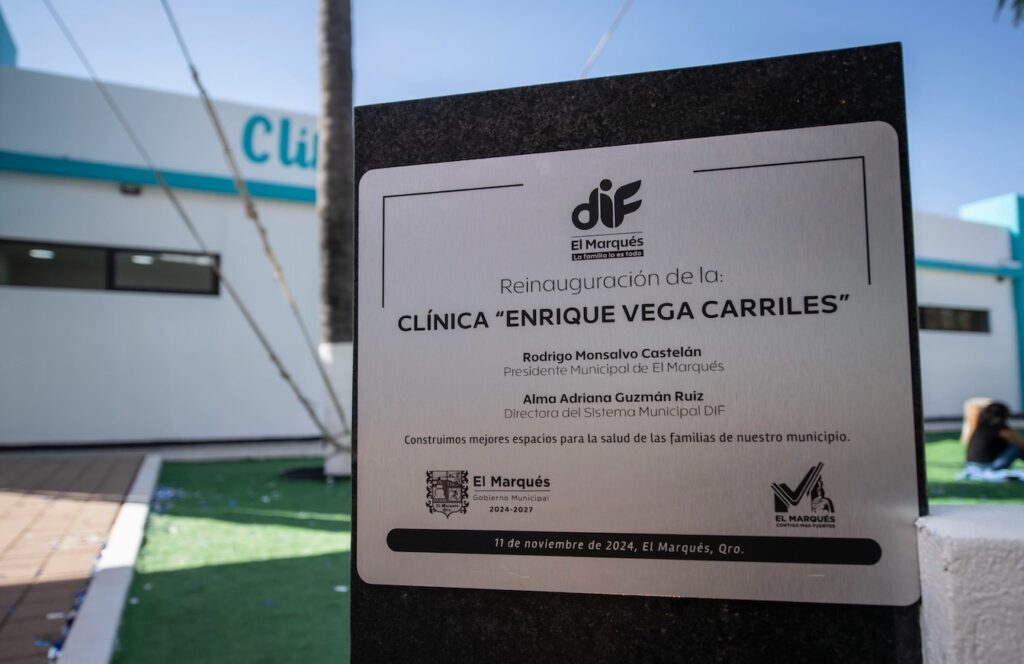 Clí
dif
El Marqués
La familia lo es todo
Reinauguración de la:
CLÍNICA “ENRIQUE VEGA CARRILES”
Rodrigo Monsalvo Castelán
Presidente Municipal de El Marqués
Alma Adriana Guzmán Ruiz
Directora del Sistema Municipal DIF
Construimos mejores espacios para la salud de las familias de nuestro municipio.
El Marqués
Gobierno Municipal
2024-2027
El Marqués
Qro.
EL MARQUÉS
CONTIGO MÁS FUERTES
11 de noviembre de 2024, El Marqués, Qro.